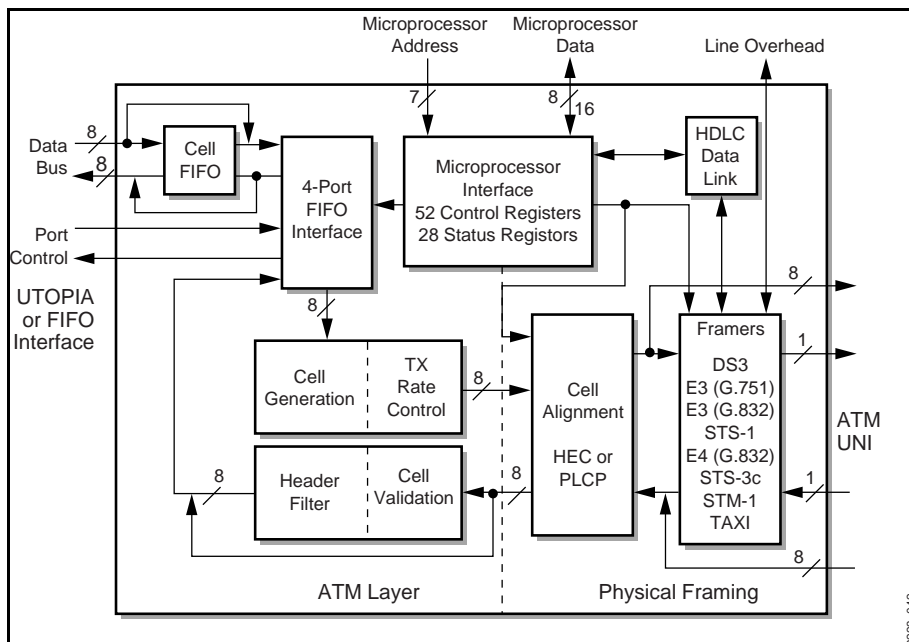 Microprocessor
Address
Microprocessor
Data
Line Overhead
7
8
16
8
Data
Bus
8
Cell
FIFO
4-Port
FIFO
Interface
Microprocessor
Interface
52 Control Registers
28 Status Registors
HDLC
Data
Link
Port
Control
UTOPIA
or FIFO
Interface
8
8
Cell
Generation
TX
Rate
Control
8
Cell
Alignment
HEC or
PLCP
Framers
DS3
E3 (G.751)
E3 (G.832)
STS-1
E4 (G.832)
STS-3c
STM-1
TAXI
1
ATM
UNI
1
8
8
Header
Filter
Cell
Validation
8
ATM Layer
Physical Framing